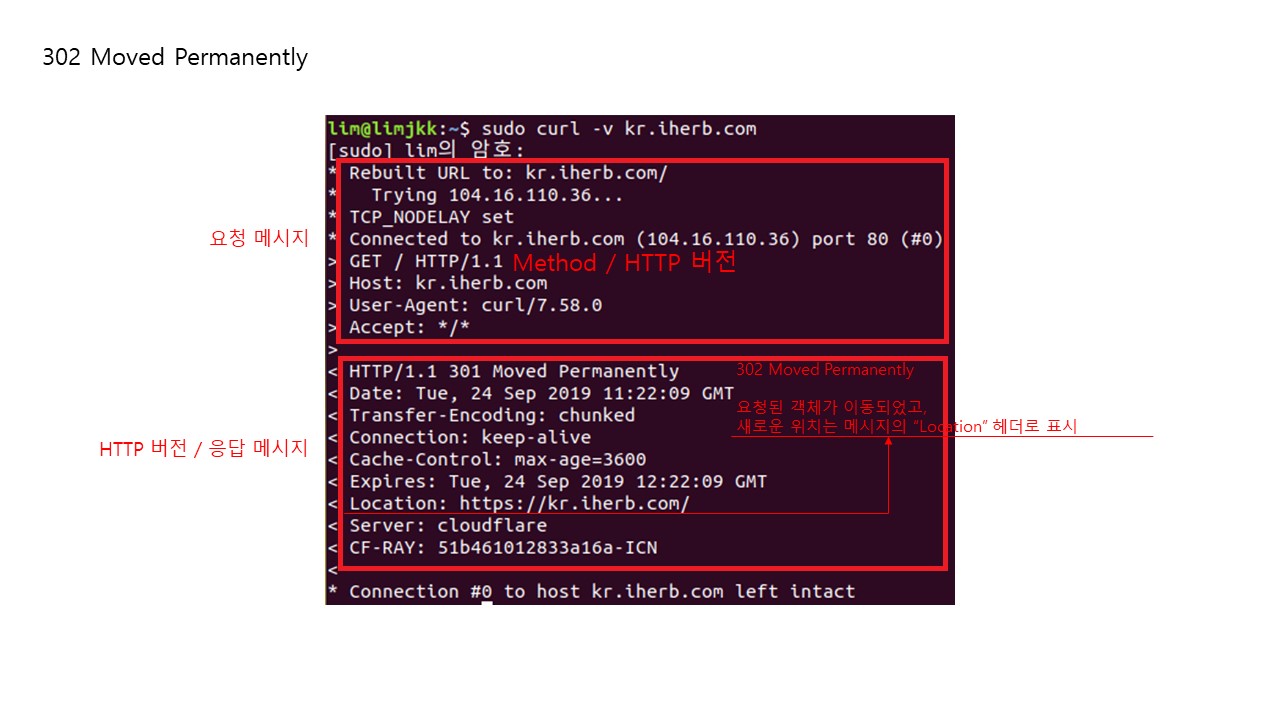 302 Moved Permanently
lim@limjkk:~$ sudo curl -v kr.iherb.com
[sudo] lim의 암호:
* Rebuilt URL to: kr.iherb.com/
*   Trying 104.16.110.36...
* TCP_NODELAY set
요청 메시지
* Connected to kr.iherb.com (104.16.110.36) port 80 (#0)
> GET / HTTP/1.1 Method / HTTP 버전
> Host: kr.iherb.com
> User-Agent: curl/7.58.0
> Accept: */*
>
< HTTP/1.1 301 Moved Permanently
302 Moved Permanently
< Date: Tue, 24 Sep 2019 11:22:09 GMT
요청된 객체가 이동되었고,
< Transfer-Encoding: chunked
새로운 위치는 메시지의 “Location” 헤더로 표시
< Connection: keep-alive
HTTP 버전 / 응답 메시지
< Cache-Control: max-age=3600
< Expires: Tue, 24 Sep 2019 12:22:09 GMT
< Location: https://kr.iherb.com/
< Server: cloudflare
< CF-RAY: 51b461012833a16a-ICN
<
* Connection #0 to host kr.iherb.com left intact